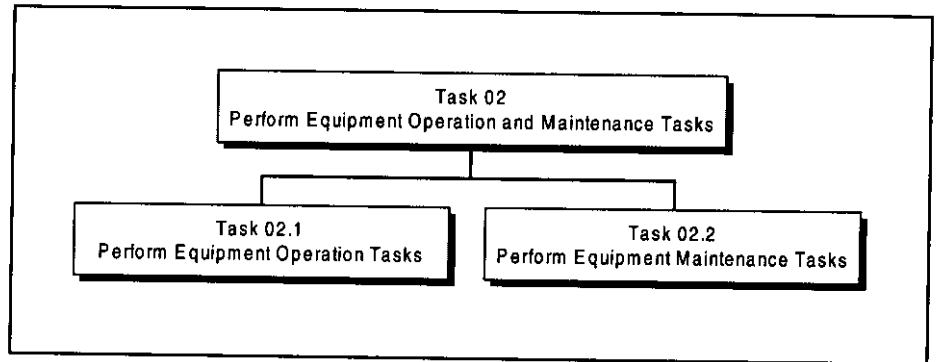 Task 02
Perform Equipment Operation and Maintenance Tasks
Task 02.1
Perform Equipment Operation Tasks
Task 02.2
Perform Equipment Maintenance Tasks